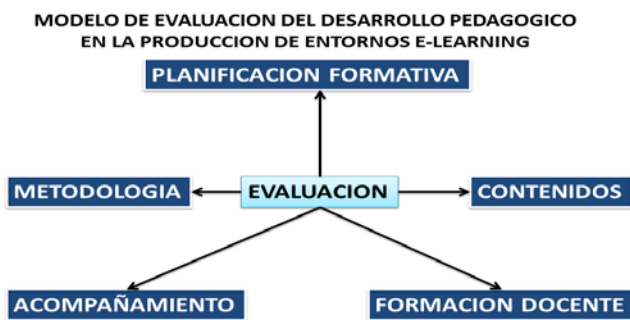 MODELO DE EVALUACION DEL DESARROLLO PEDAGOGICO
EN LA PRODUCCION DE ENTORNOS E-LEARNING
PLANIFICACION FORMATIVA
METODOLOGIA
EVALUACION
CONTENIDOS
ACOMPAÑAMIENTO
FORMACION DOCENTE